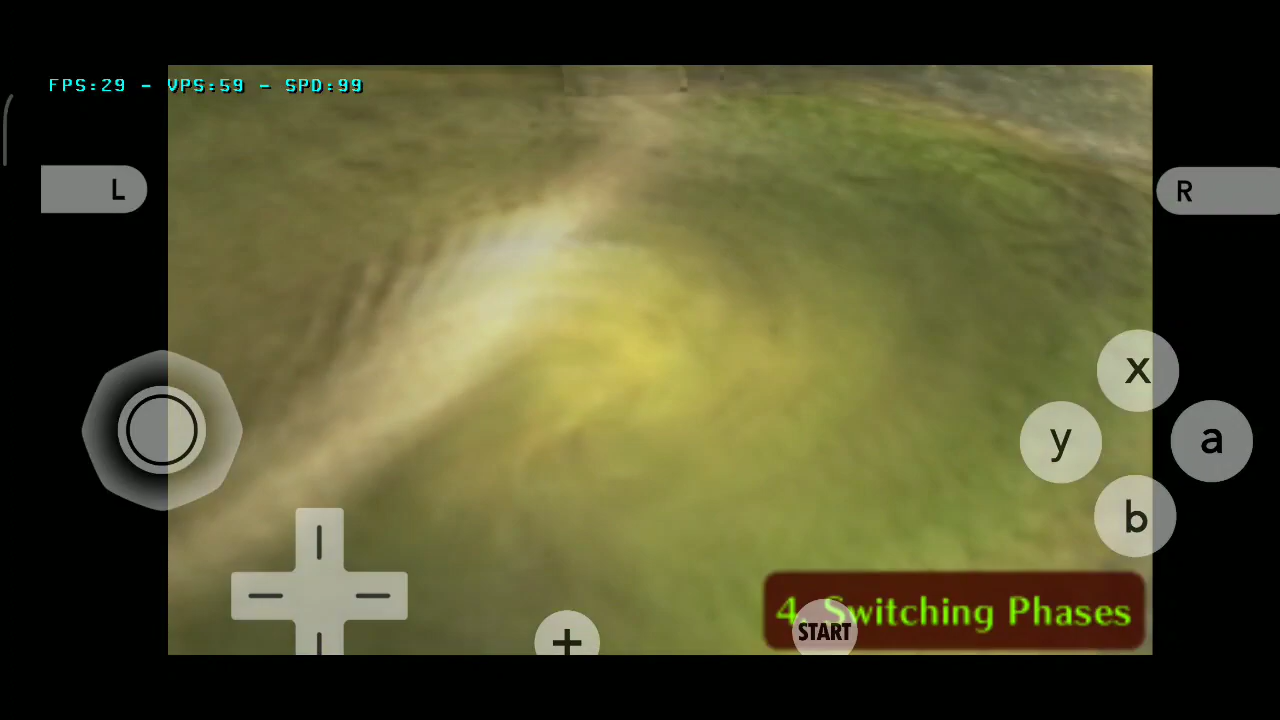 FPS:29 - VPS:59 - SPD:99
L
R
x
y
a
b
4. Switching Phases
START
+